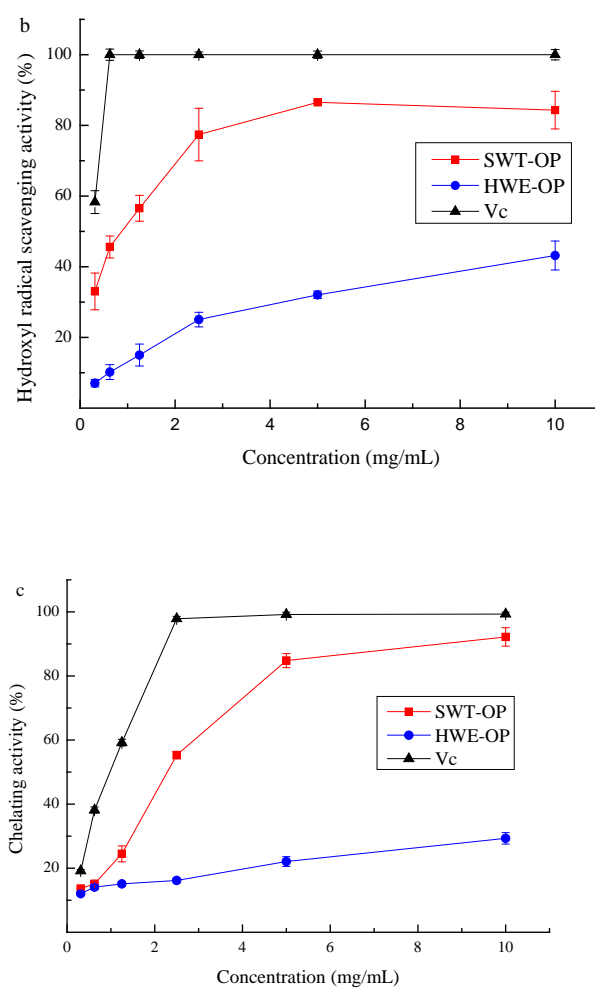 b
Hydroxyl radical scavenging activity (%)
100
80
60
40
20
0
2
4
6
8
10
Concentration (mg/mL)
SWT-OP
HWE-OP
Vc
c
Chelating activity (%)
100
80
60
40
20
0
2
4
6
8
10
Concentration (mg/mL)
SWT-OP
HWE-OP
Vc